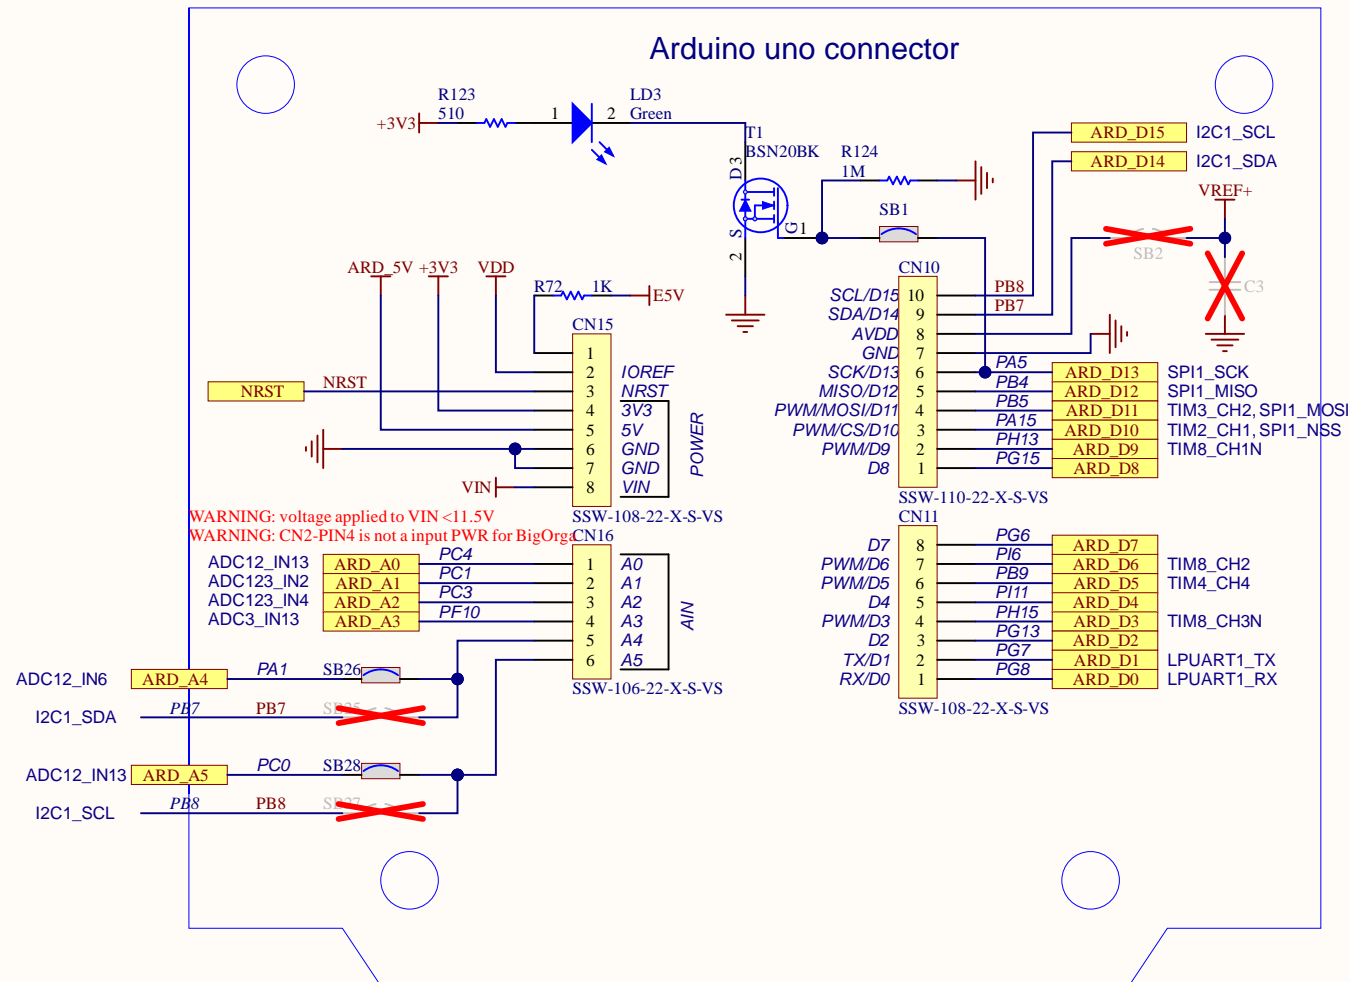 Arduino uno connector
R123
510
+3V3
1
2
LD3
Green
T1
BSN20BK
D
3
S
2
G
1
R124
1M
SB1
ARD_D15 I2C1_SCL
ARD_D14 I2C1_SDA
VREF+
SB2
C3
ARD_5V +3V3 VDD
R72 1K E5V
CN15
1
2 IOREF
NRST NRST 3 NRST
4 3V3
5 5V
6 GND
7 GND
VIN 8 VIN
POWER
SSW-108-22-X-S-VS
WARNING: voltage applied to VIN <11.5V
WARNING: CN2-PIN4 is not a input PWR for BigOrga
CN10
SCL/D15 10 PB8
SDA/D14 9 PB7
AVDD 8
GND 7
SCK/D13 6 PA5 ARD_D13 SPI1_SCK
MISO/D12 5 PB4 ARD_D12 SPI1_MISO
PWM/MOSI/D11 4 PB5 ARD_D11 TIM3_CH2, SPI1_MOSI
PWM/CS/D10 3 PA15 ARD_D10 TIM2_CH1, SPI1_NSS
PWM/D9 2 PH13 ARD_D9 TIM8_CH1N
D8 1 PG15 ARD_D8
SSW-110-22-X-S-VS
CN16
ADC12_IN13 ARD_A0 PC4 1 A0
ADC123_IN2 ARD_A1 PC1 2 A1
ADC123_IN4 ARD_A2 PC3 3 A2
ADC3_IN13 ARD_A3 PF10 4 A3
5 A4
6 A5
AIN
SSW-106-22-X-S-VS
ADC12_IN6 ARD_A4 PA1 SB26
I2C1_SDA PB7 PB7
ADC12_IN13 ARD_A5 PC0 SB28
I2C1_SCL PB8 PB8 SB27
CN11
D7 8 PG6 ARD_D7
PWM/D6 7 PI6 ARD_D6 TIM8_CH2
PWM/D5 6 PB9 ARD_D5 TIM4_CH4
D4 5 PI11 ARD_D4
PWM/D3 4 PH15 ARD_D3 TIM8_CH3N
D2 3 PG13 ARD_D2
TX/D1 2 PG7 ARD_D1 LPUART1_TX
RX/D0 1 PG8 ARD_D0 LPUART1_RX
SSW-108-22-X-S-VS